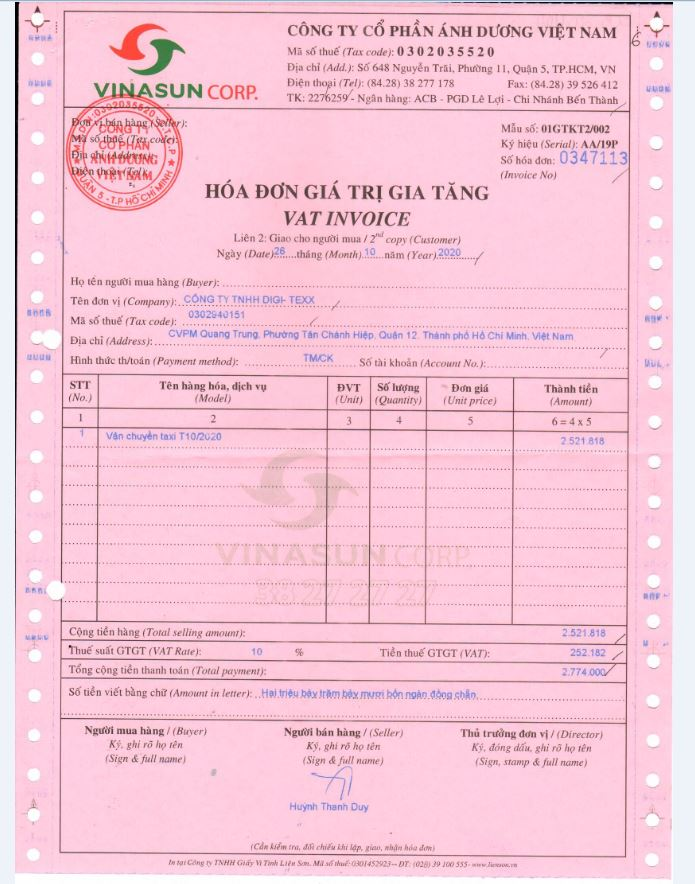 CÔNG TY CỔ PHẦN ÁNH DƯƠNG VIỆT NAM
Mã số thuế (Tax code): 0302035520
Địa chỉ (Add.): Số 648 Nguyễn Trãi, Phường 11, Quận 5, TP.HCM, VN
Điện thoại (Tel): (84.28) 38 277 178 Fax: (84.28) 39 526 412
TK: 2276259 - Ngân hàng: ACB - PGD Lê Lợi - Chi Nhánh Bến Thành
VINASUN CORP.
Đơn vị bán hàng (Seller):
Mã số thuế (Tax code):
Địa chỉ (Address):
Điện thoại (Tel):
M.S.D.N: 0302035520
CÔNG TY
CỔ PHẦN
ÁNH DƯƠNG
VIỆT NAM
QUẬN 5 - T.P HỒ CHÍ MINH
Mẫu số: 01GTKT2/002
Ký hiệu (Serial): AA/19P
Số hóa đơn: 0347113
(Invoice No)
HÓA ĐƠN GIÁ TRỊ GIA TĂNG
VAT INVOICE
Liên 2: Giao cho người mua / 2nd copy (Customer)
Ngày (Date) 26 tháng (Month) 10 năm (Year) 2020
Họ tên người mua hàng (Buyer):
Tên đơn vị (Company): CÔNG TY TNHH DIGI- TEXX
Mã số thuế (Tax code): 0302940151
Địa chỉ (Address): CVPM Quang Trung, Phường Tân Chánh Hiệp, Quận 12, Thành phố Hồ Chí Minh, Việt Nam
Hình thức th/toán (Payment method): TM/CK Số tài khoản (Account No.):
STT Tên hàng hóa, dịch vụ ĐVT Số lượng Đơn giá Thành tiền
(No.) (Model) (Unit) (Quantity) (Unit price) (Amount)
1 2 3 4 5 6 = 4 x 5
1 Vận chuyển taxi T10/2020 2.521.818
VINASUN CORP
38 27 27 27
Cộng tiền hàng (Total selling amount): 2.521.818
Thuế suất GTGT (VAT Rate): 10 % Tiền thuế GTGT (VAT): 252.182
Tổng cộng tiền thanh toán (Total payment): 2.774.000
Số tiền viết bằng chữ (Amount in letter): Hai triệu bảy trăm bảy mươi bốn ngàn đồng chẵn
Người mua hàng / (Buyer) Người bán hàng / (Seller) Thủ trưởng đơn vị / (Director)
Ký, ghi rõ họ tên Ký, ghi rõ họ tên Ký, đóng dấu, ghi rõ họ tên
(Sign & full name) (Sign & full name) (Sign, stamp & full name)
Huỳnh Thanh Duy
(Cần kiểm tra, đối chiếu khi lập, giao, nhận hóa đơn)
In tại Công ty TNHH Giấy Vi Tính Liên Sơn. Mã số thuế: 0301452923 -- ĐT: (028) 39 100 555- www.liensun.vn